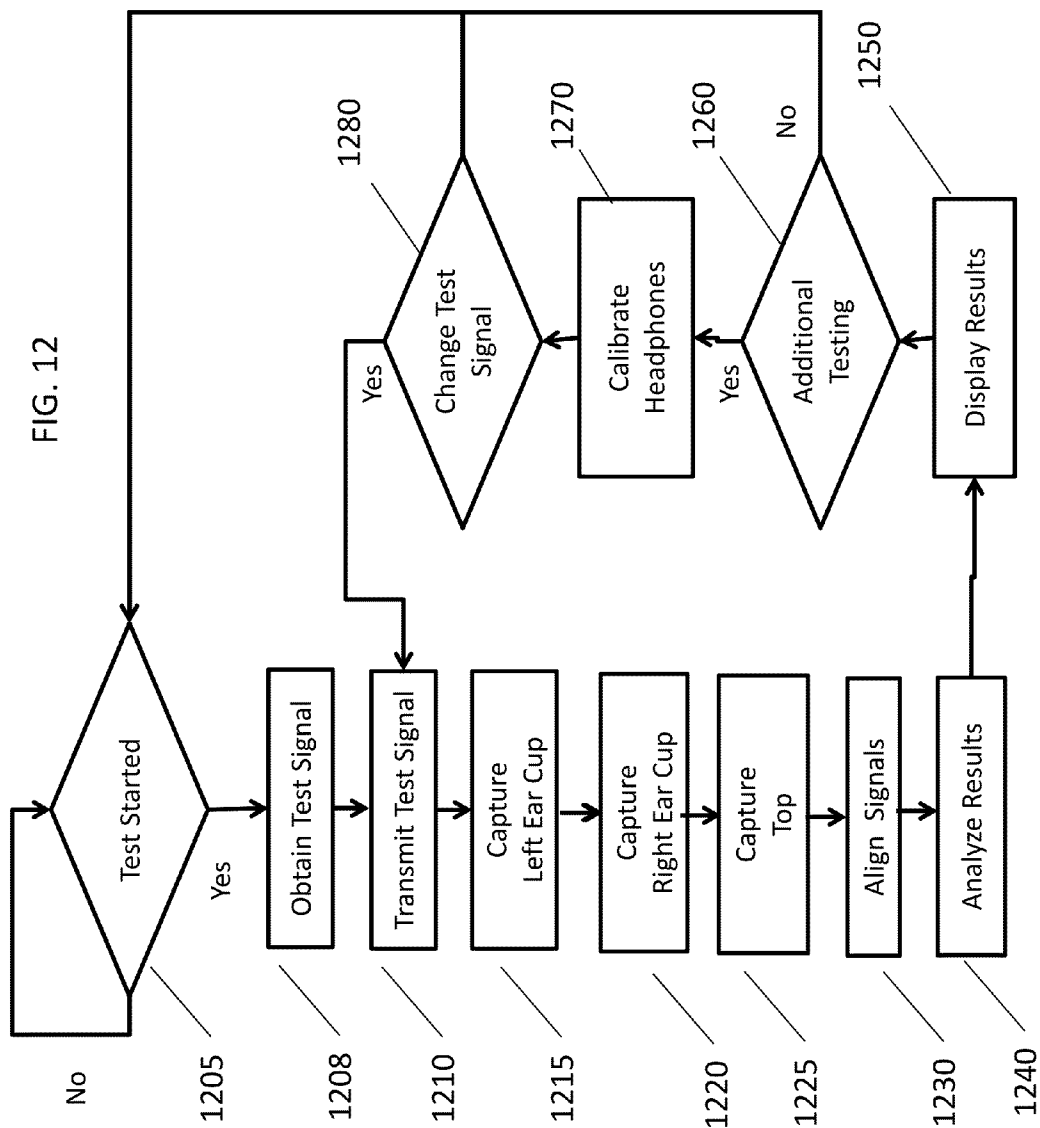 FIG. 12
No
Test Started
1205
Yes
Obtain Test Signal
1208
Transmit Test Signal
1210
Capture
Left Ear Cup
1215
Capture
Right Ear Cup
1220
Capture
Top
1225
Align Signals
1230
Analyze Results
1240
Display Results
1250
Additional
Testing
1260
No
Yes
Calibrate
Headphones
1270
Change Test
Signal
1280
Yes